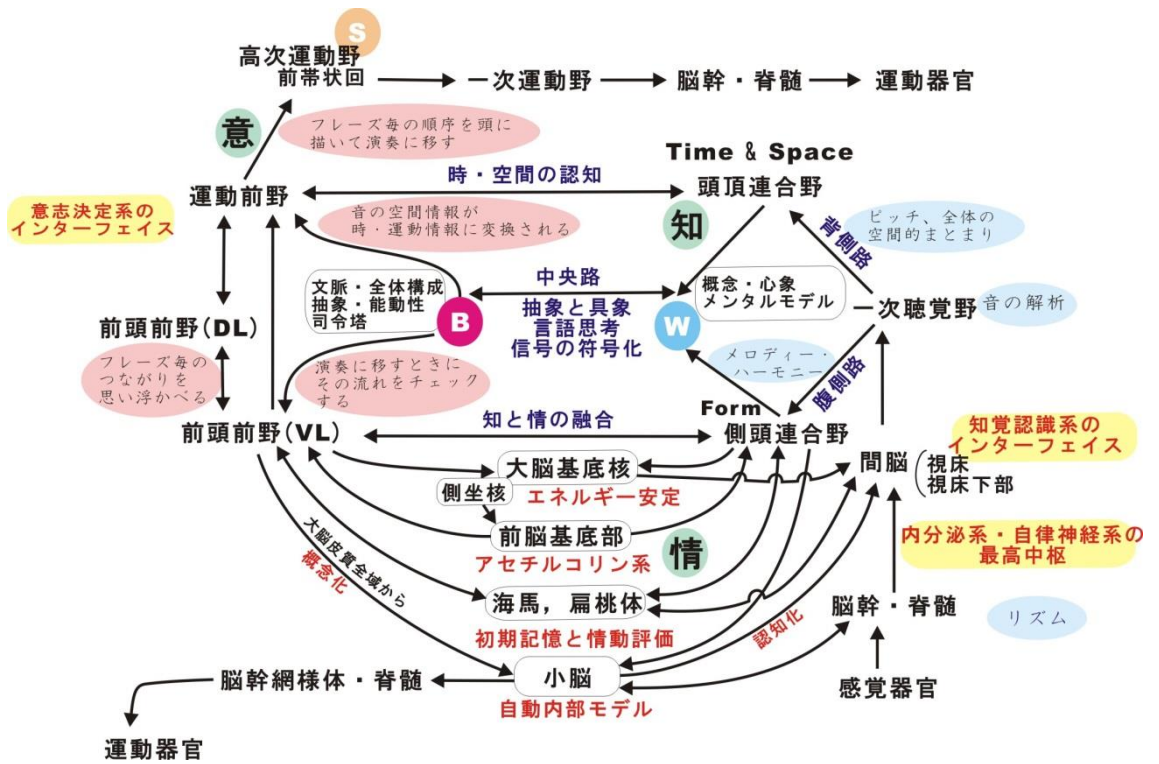 S
高次運動野
前帯状回
一次運動野
脳幹・脊髄
運動器官
意
フレーズ毎の順序を頭に
描いて演奏に移す
Time & Space
時・空間の認知
頭頂連合野
運動前野
意志決定系の
インターフェイス
音の空間情報が
時・運動情報に変換される
知
ピッチ、全体の
空間的まとまり
背側路
文脈・全体構成
抽象・能動性
司令塔
B
中央路
抽象と具象
言語思考
信号の符号化
W
概念・心象
メンタルモデル
一次聴覚野
音の解析
前頭前野(DL)
フレーズ毎の
つながりを
思い浮かべる
演奏に移すときに
その流れをチェック
する
メロディー・
ハーモニー
腹側路
Form
前頭前野(VL)
知と情の融合
側頭連合野
知覚認識系の
インターフェイス
大脳基底核
間脳
視床
視床下部
側坐核
エネルギー安定
前脳基底部
アセチルコリン系
情
内分泌系・自律神経系の
最高中枢
大脳皮質全域から
概念化
海馬，扁桃体
初期記憶と情動評価
認知化
脳幹・脊髄
リズム
脳幹網様体・脊髄
小脳
自動内部モデル
感覚器官
運動器官